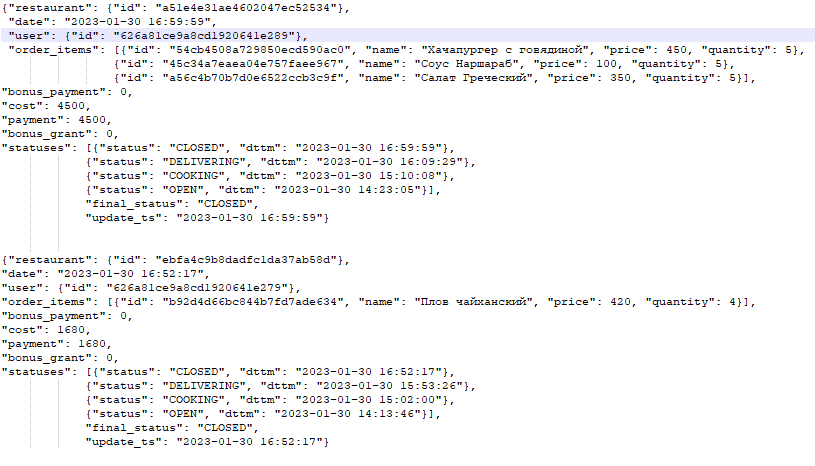 {"restaurant": {"id": "a51e4e31ae4602047ec52534"},
"date": "2023-01-30 16:59:59",
"user": {"id": "626a81ce9a8cd1920641e289"},
"order_items": [{"id": "54cb4508a729850ecd590ac0", "name": "Хачапургер с говядиной", "price": 450, "quantity": 5},
{"id": "45c34a7eaea04e757faee967", "name": "Соус Наршараб", "price": 100, "quantity": 5},
{"id": "a56c4b70b7d0e6522ccb3c9f", "name": "Салат Греческий", "price": 350, "quantity": 5}],
"bonus_payment": 0,
"cost": 4500,
"payment": 4500,
"bonus_grant": 0,
"statuses": [{"status": "CLOSED", "dttm": "2023-01-30 16:59:59"},
{"status": "DELIVERING", "dttm": "2023-01-30 16:09:29"},
{"status": "COOKING", "dttm": "2023-01-30 15:10:08"},
{"status": "OPEN", "dttm": "2023-01-30 14:23:05"}],
"final_status": "CLOSED",
"update_ts": "2023-01-30 16:59:59"}
{"restaurant": {"id": "ebfa4c9b8dadfc1da37ab58d"},
"date": "2023-01-30 16:52:17",
"user": {"id": "626a81ce9a8cd1920641e279"},
"order_items": [{"id": "b92d4d66bc844b7fd7ade634", "name": "Плов чайханский", "price": 420, "quantity": 4}],
"bonus_payment": 0,
"cost": 1680,
"payment": 1680,
"bonus_grant": 0,
"statuses": [{"status": "CLOSED", "dttm": "2023-01-30 16:52:17"},
{"status": "DELIVERING", "dttm": "2023-01-30 15:53:26"},
{"status": "COOKING", "dttm": "2023-01-30 15:02:00"},
{"status": "OPEN", "dttm": "2023-01-30 14:13:46"}],
"final_status": "CLOSED",
"update_ts": "2023-01-30 16:52:17"}